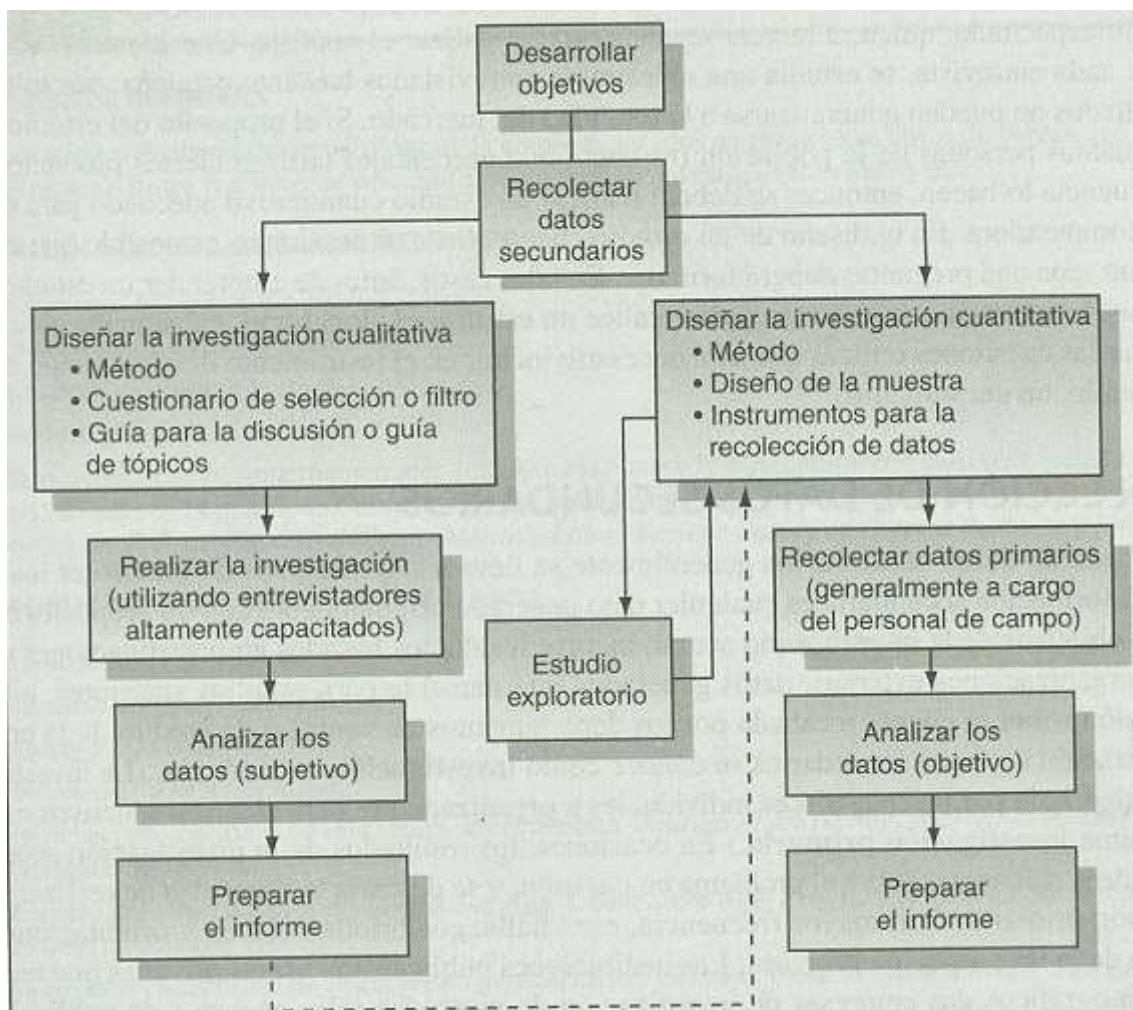 Desarrollar
objetivos
Recolectar
datos
secundarios
Diseñar la investigación cualitativa
• Método
• Cuestionario de selección o filtro
• Guía para la discusión o guía
de tópicos
Diseñar la investigación cuantitativa
• Método
• Diseño de la muestra
• Instrumentos para la
recolección de datos
Realizar la investigación
(utilizando entrevistadores
altamente capacitados)
Estudio
exploratorio
Recolectar datos primarios
(generalmente a cargo
del personal de campo)
Analizar los
datos (subjetivo)
Analizar los
datos (objetivo)
Preparar
el informe
Preparar
el informe